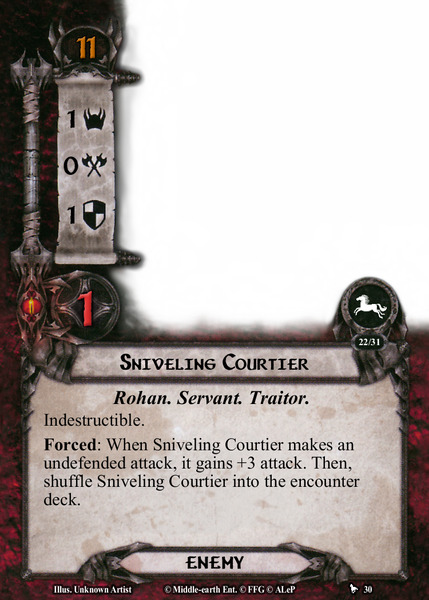 11
1
0
1
1
22/31
Sniveling Courtier
Rohan. Servant. Traitor.
Indestructible.
Forced: When Sniveling Courtier makes an
undefended attack, it gains +3 attack. Then,
shuffle Sniveling Courtier into the encounter
deck.
ENEMY
Illus. Unknown Artist © Middle-earth Ent. © FFG © ALeP 30